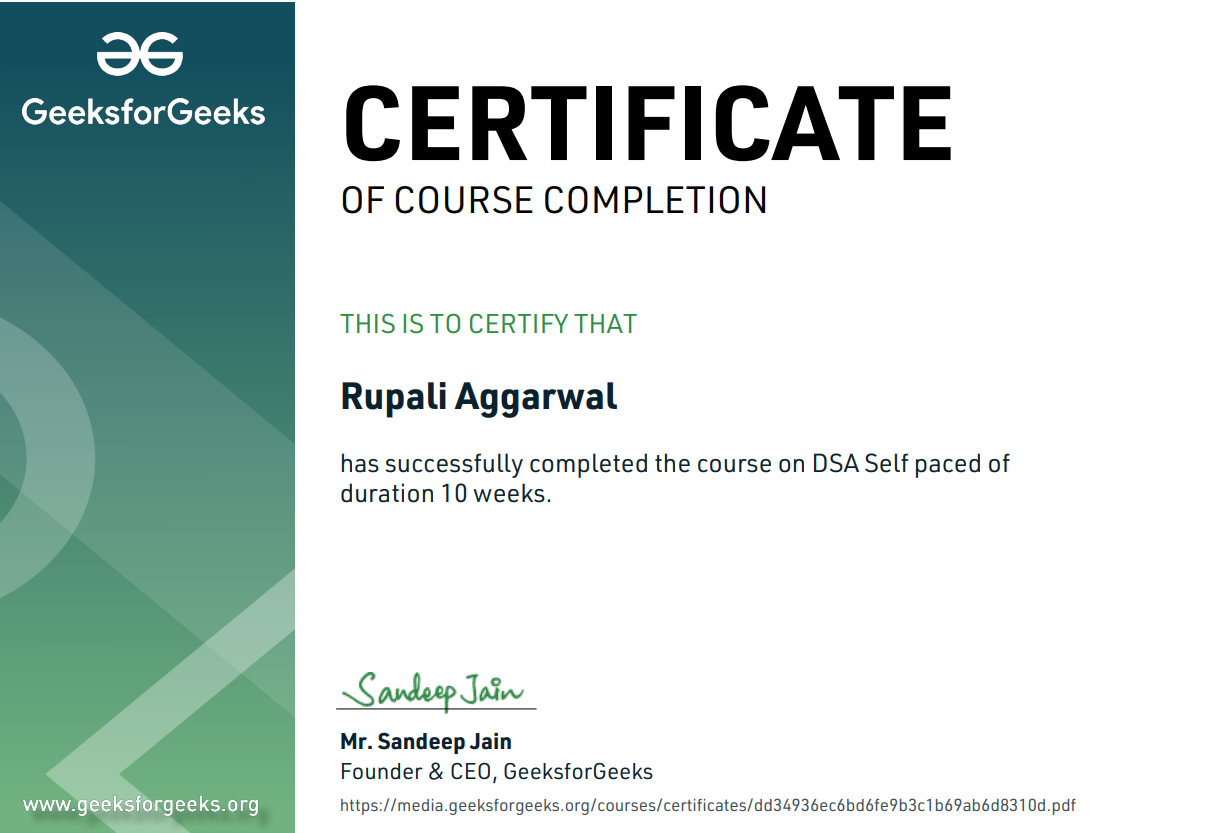 GeeksforGeeks
CERTIFICATE
OF COURSE COMPLETION
THIS IS TO CERTIFY THAT
Rupali Aggarwal
has successfully completed the course on DSA Self paced of
duration 10 weeks.
Sandeep Jain
Mr. Sandeep Jain
Founder & CEO, GeeksforGeeks
www.geeksforgeeks.org
https://media.geeksforgeeks.org/courses/certificates/dd34936ec6bd6fe9b3c1b69ab6d8310d.pdf